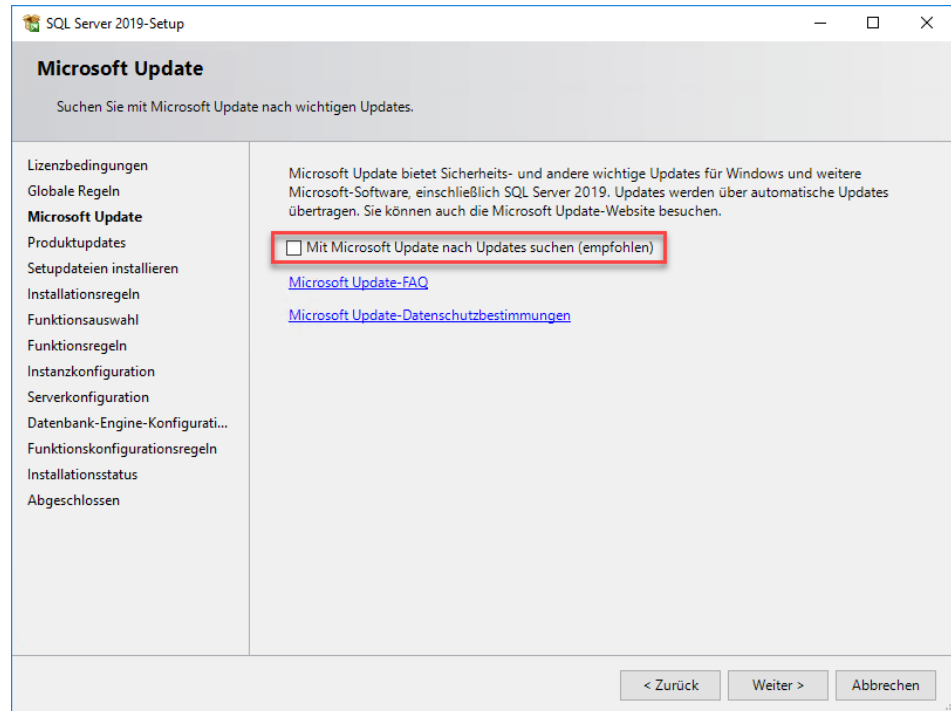 SQL Server 2019-Setup
Microsoft Update
Suchen Sie mit Microsoft Update nach wichtigen Updates.
Lizenzbedingungen
Globale Regeln
Microsoft Update
Produktupdates
Setupdateien installieren
Installationsregeln
Funktionsauswahl
Funktionsregeln
Instanzkonfiguration
Serverkonfiguration
Datenbank-Engine-Konfigurati...
Funktionskonfigurationsregeln
Installationsstatus
Abgeschlossen
Microsoft Update bietet Sicherheits- und andere wichtige Updates für Windows und weitere
Microsoft-Software, einschließlich SQL Server 2019. Updates werden über automatische Updates
übertragen. Sie können auch die Microsoft Update-Website besuchen.
Mit Microsoft Update nach Updates suchen (empfohlen)
Microsoft Update-FAQ
Microsoft Update-Datenschutzbestimmungen
< Zurück
Weiter >
Abbrechen